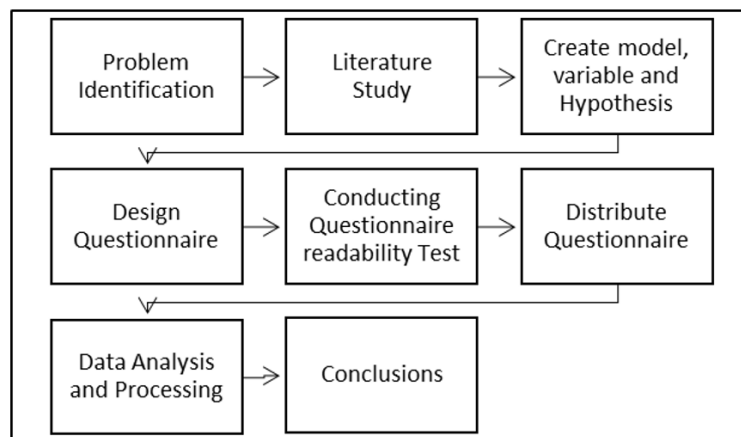 Problem
Identification
Literature
Study
Create model,
variable and
Hypothesis
Design
Questionnaire
Conducting
Questionnaire
readability Test
Distribute
Questionnaire
Data Analysis
and Processing
Conclusions